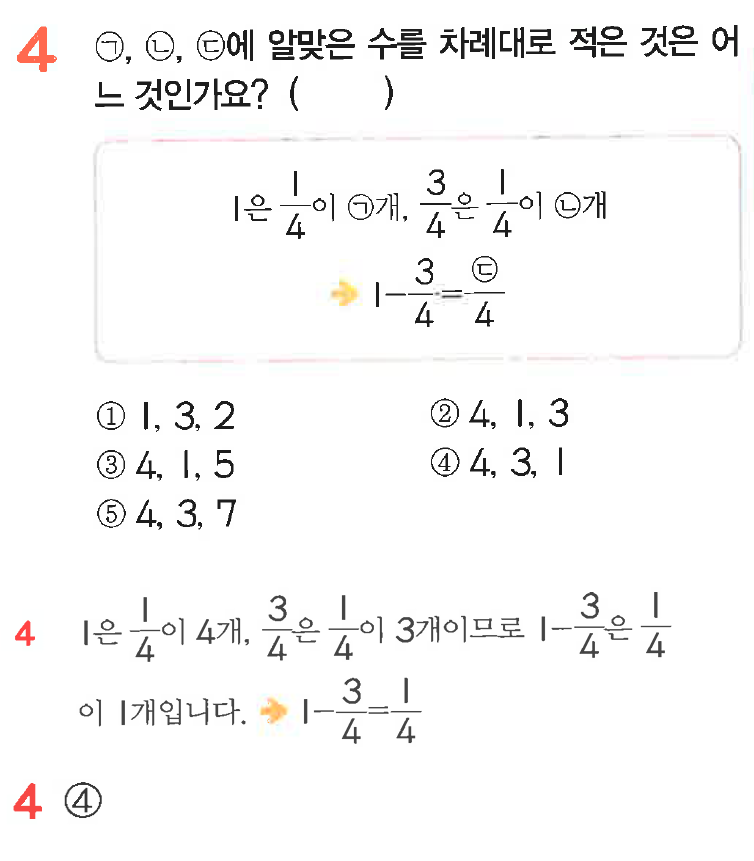 4 ㉠, ㉡, ㉢에 알맞은 수를 차례대로 적은 것은 어
느 것인가요? (      )
1은 1/4이 ㉠개, 3/4은 1/4이 ㉡개
➔ 1-3/4=㉢/4
① 1, 3, 2 ② 4, 1, 3
③ 4, 1, 5 ④ 4, 3, 1
⑤ 4, 3, 7
4 1은 1/4이 4개, 3/4은 1/4이 3개이므로 1-3/4은 1/4
이 1개입니다. ➔ 1-3/4=1/4
4 ④